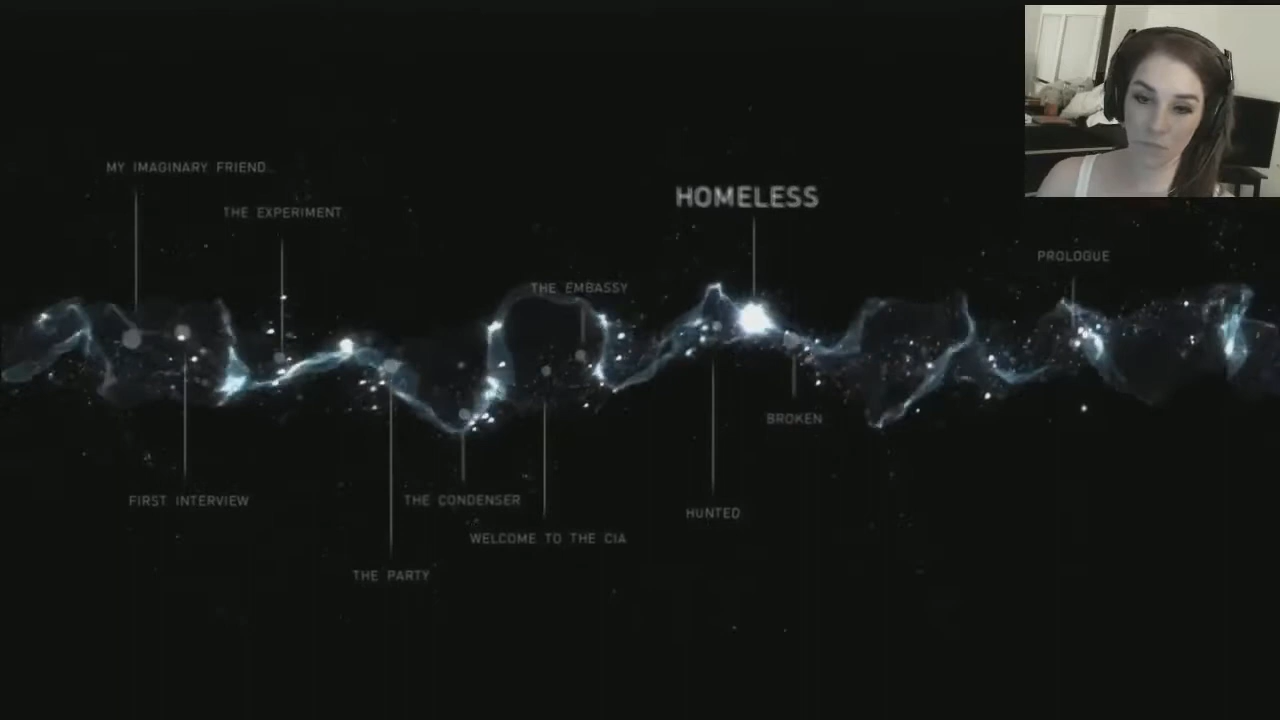 MY IMAGINARY FRIEND...
THE EXPERIMENT
HOMELESS
PROLOGUE
THE EMBASSY
BROKEN
FIRST INTERVIEW
THE CONDENSER
HUNTED
WELCOME TO THE CIA
THE PARTY